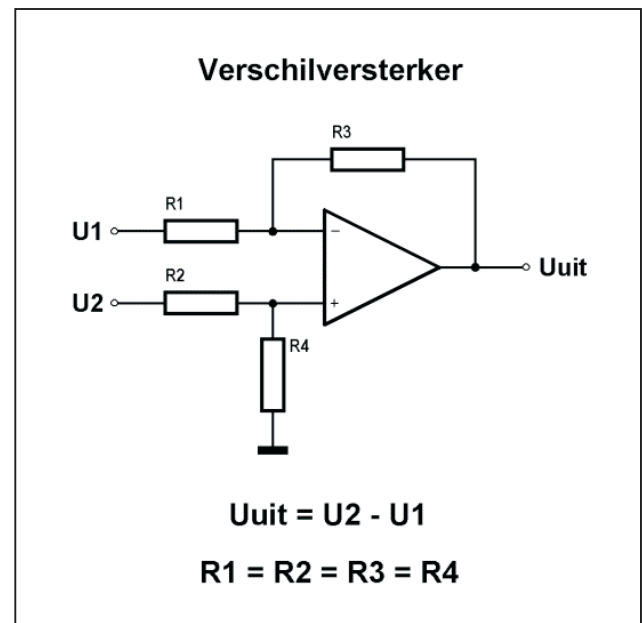 Verschilversterker
R3
R1
U1
−
Uuit
R2
U2
+
R4
Uuit = U2 - U1
R1 = R2 = R3 = R4